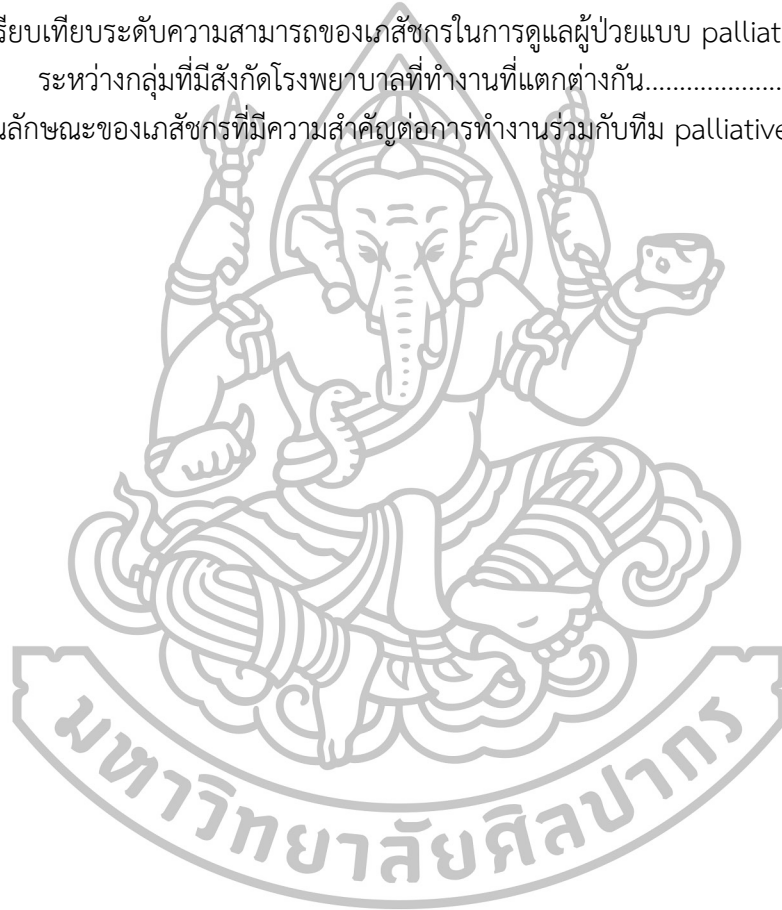 รียบเทียบระดับความสามารถของเภสัชกรในการดูแลผู้ป่วยแบบ palliat
ระหว่างกลุ่มที่มีสังกัดโรงพยาบาลที่ทำงานที่แตกต่างกัน...................
นลักษณะของเภสัชกรที่มีความสำคัญต่อการทำงานร่วมกับทีม palliative
มหาวิทยาลัยศิลปากร